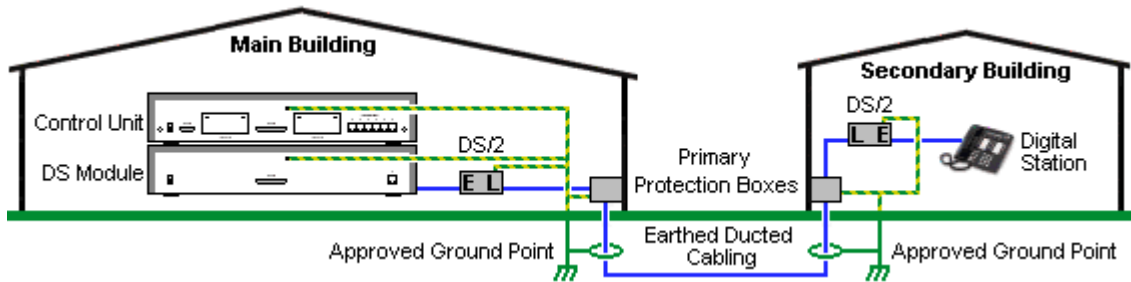 Main Building
Control Unit
DS Module
DS/2
E L
Primary
Protection Boxes
Secondary Building
DS/2
L E
Digital
Station
Approved Ground Point
Earthed Ducted
Cabling
Approved Ground Point